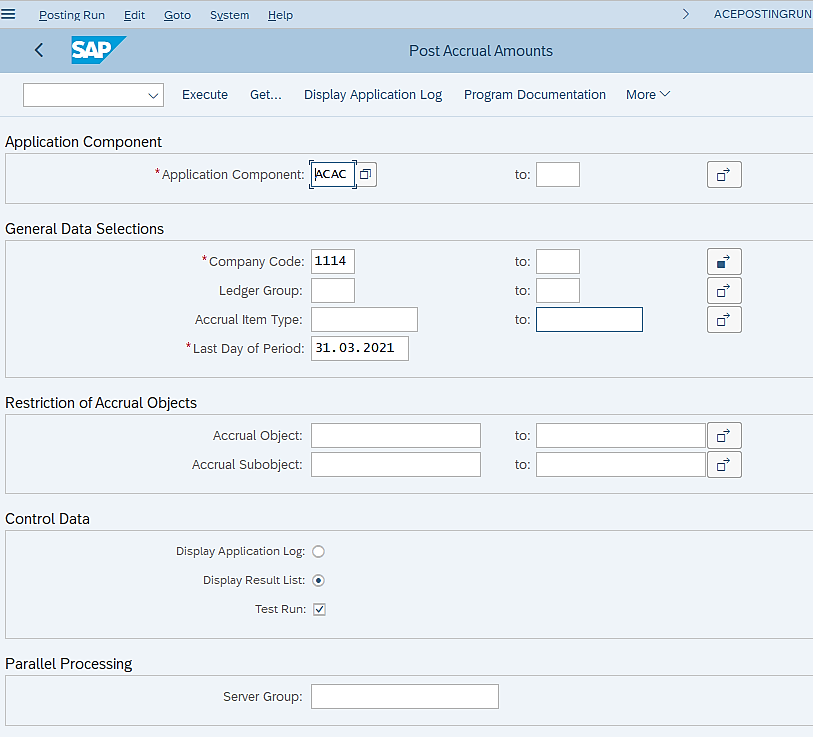 Posting Run Edit Goto System Help ACEPOSTINGRUN
SAP Post Accrual Amounts
Execute Get... Display Application Log Program Documentation More
Application Component
*Application Component: ACAC to:
General Data Selections
*Company Code: 1114 to:
Ledger Group: to:
Accrual Item Type: to:
*Last Day of Period: 31.03.2021
Restriction of Accrual Objects
Accrual Object: to:
Accrual Subobject: to:
Control Data
Display Application Log:
Display Result List:
Test Run:
Parallel Processing
Server Group: